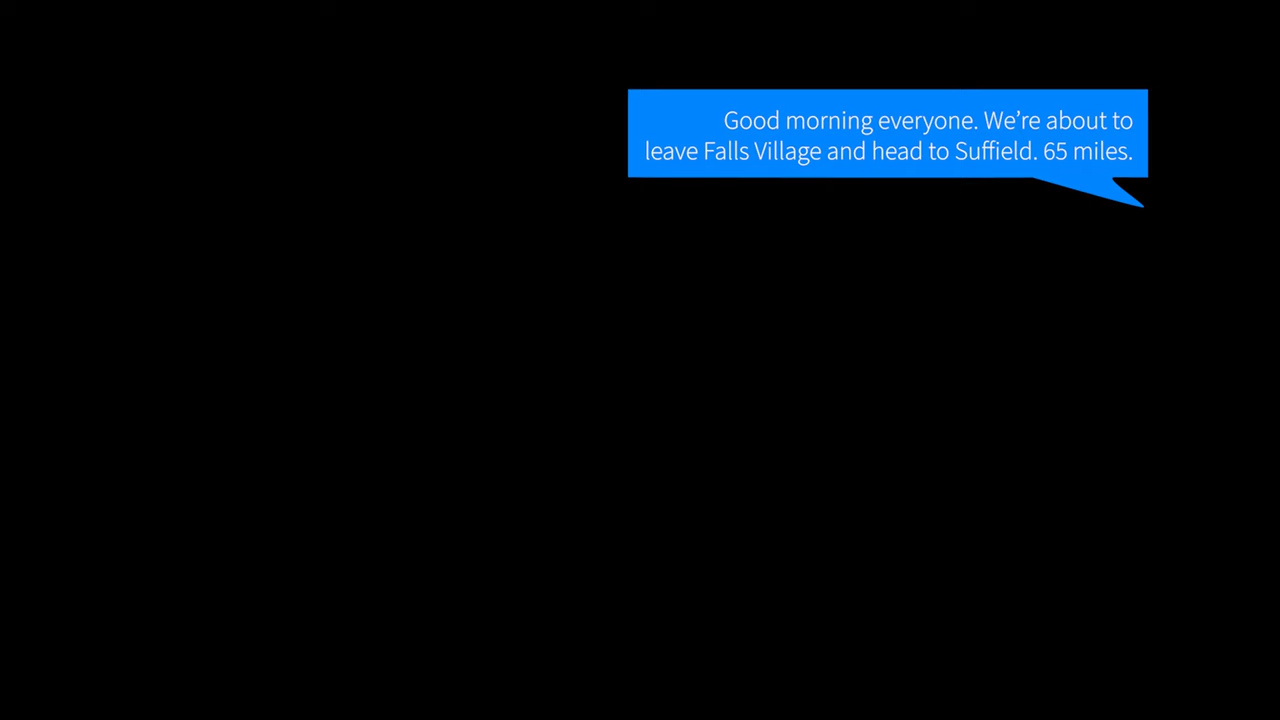 Good morning everyone. We’re about to
leave Falls Village and head to Suffield. 65 miles.